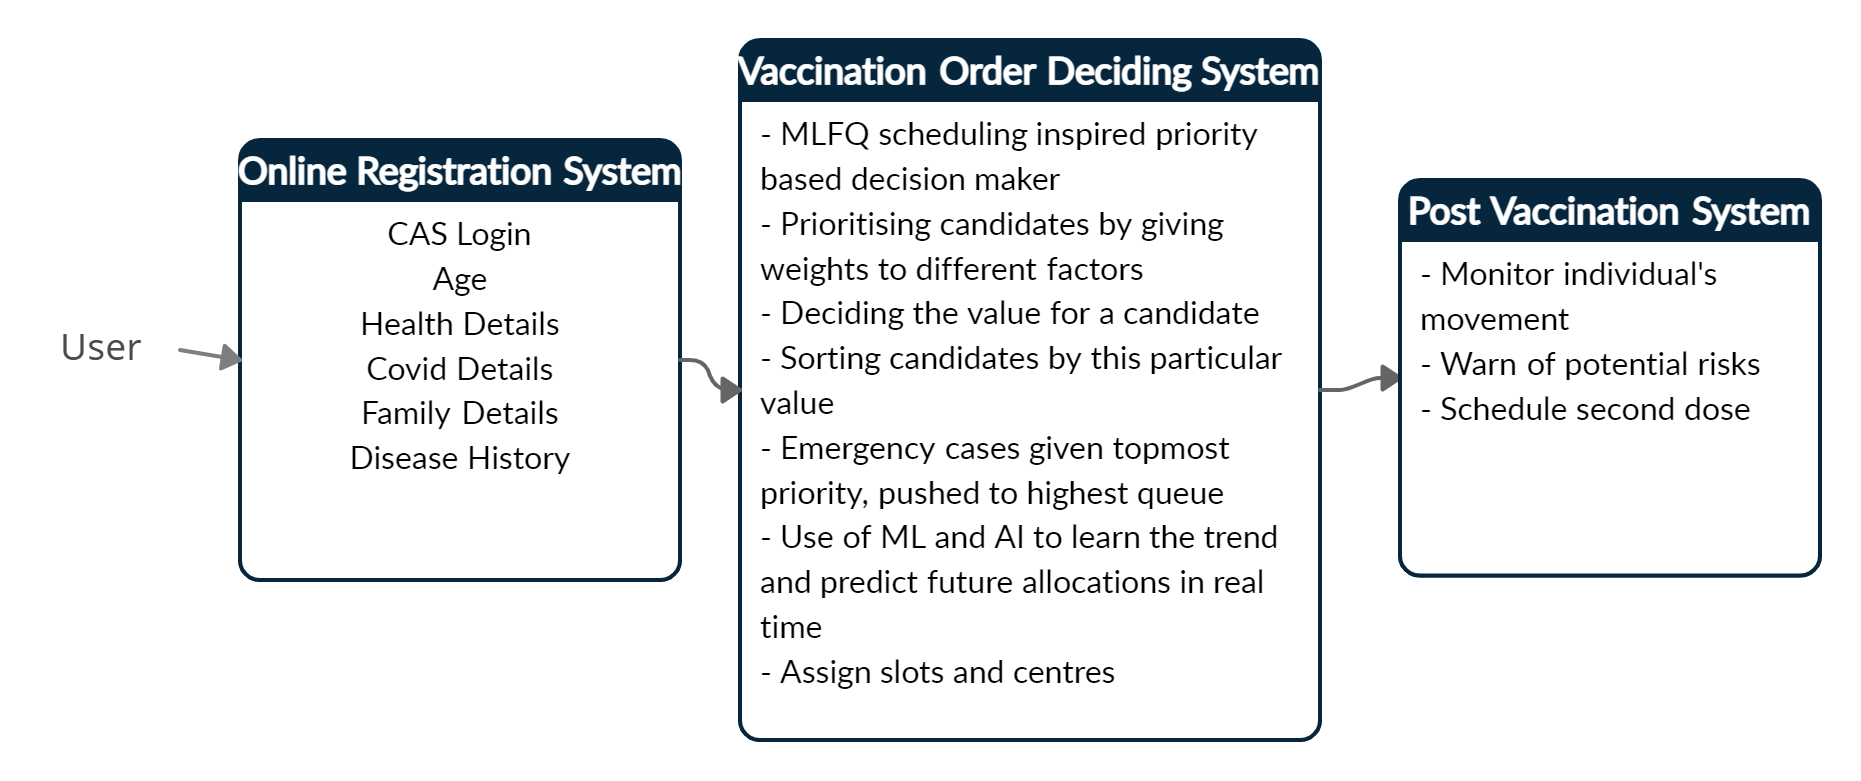 User
Online Registration System
CAS Login
Age
Health Details
Covid Details
Family Details
Disease History
Vaccination Order Deciding System
- MLFQ scheduling inspired priority
based decision maker
- Prioritising candidates by giving
weights to different factors
- Deciding the value for a candidate
- Sorting candidates by this particular
value
- Emergency cases given topmost
priority, pushed to highest queue
- Use of ML and AI to learn the trend
and predict future allocations in real
time
- Assign slots and centres
Post Vaccination System
- Monitor individual's
movement
- Warn of potential risks
- Schedule second dose